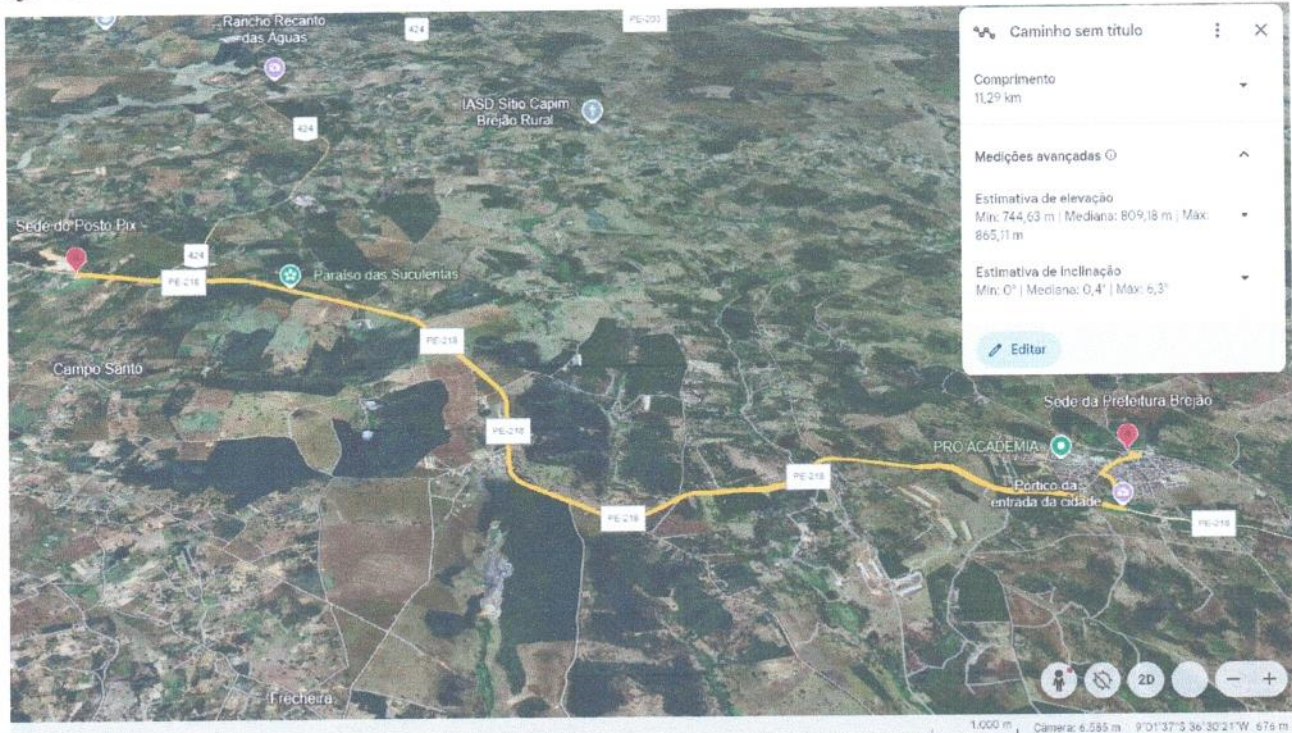 Rancho Recanto
das Águas
424
PE-203
IASD Sítio Capim
Brejão Rural
424
Sede do Posto Pix
424
PE-218
Paraíso das Suculentas
PE-218
Campo Santo
PE-218
PE-218
PE-218
Sede da Prefeitura Brejão
PRO ACADEMIA
Pórtico da
entrada da cidade
PE-218
Frecheira
Caminho sem título
Comprimento
11,29 km
Medições avançadas
Estimativa de elevação
Mín: 744,63 m | Mediana: 809,18 m | Máx:
865,11 m
Estimativa de inclinação
Mín: 0° | Mediana: 0,4° | Máx: 6,3°
Editar
2D
1.000 m
Câmera: 6.585 m 9°01'37"S 36°30'21"W 676 m